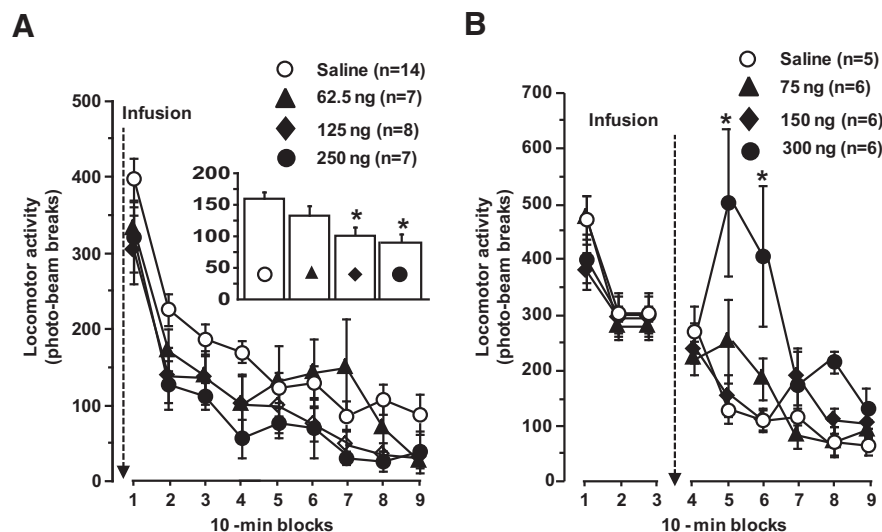 A
Saline (n=14)
62.5 ng (n=7)
125 ng (n=8)
250 ng (n=7)
Infusion
500
400
300
200
100
0
Locomotor activity
(photo-beam breaks)
200
150
100
50
0
* *
1 2 3 4 5 6 7 8 9
10 -min blocks
B
Saline (n=5)
75 ng (n=6)
150 ng (n=6)
300 ng (n=6)
Infusion
700
600
500
400
300
200
100
0
Locomotor activity
(photo-beam breaks)
*
*
1 2 3 4 5 6 7 8 9
10 -min blocks